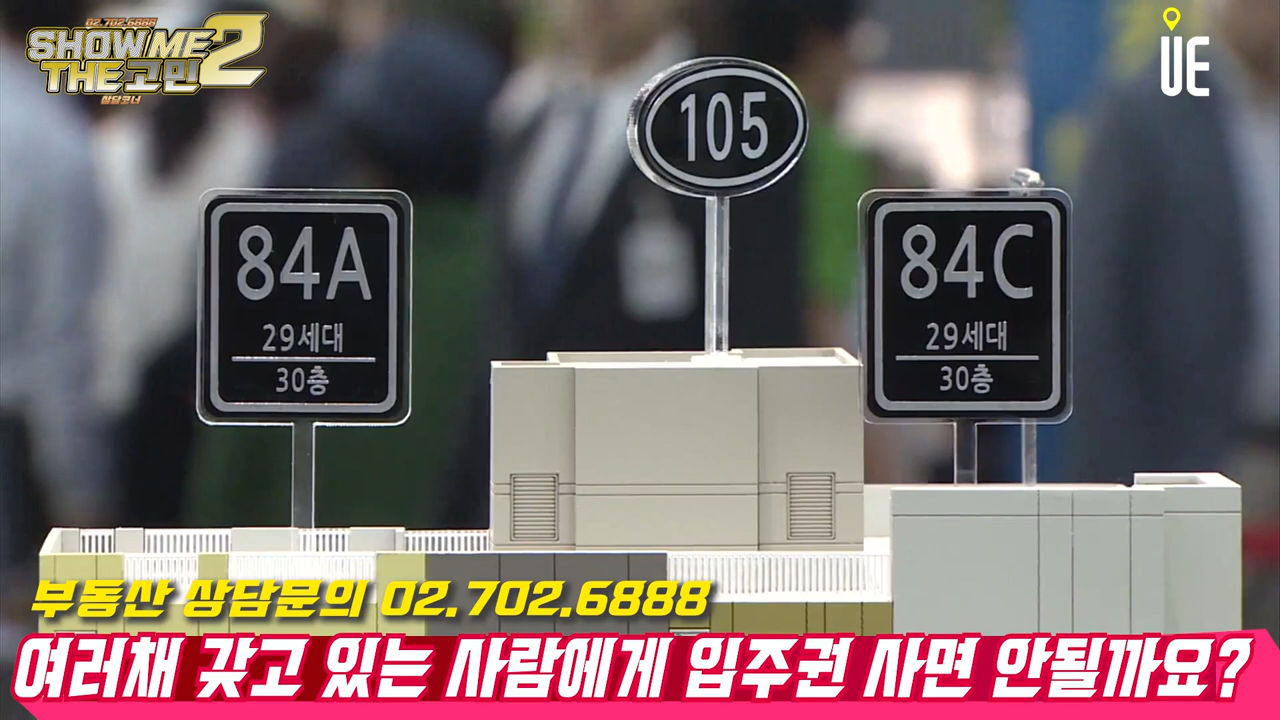 02.702.6888
SHOW ME
THE고민2
상담코너
UE
105
84A
29세대
30층
84C
29세대
30층
부동산 상담문의 02.702.6888
여러채 갖고 있는 사람에게 입주권 사면 안될까요?